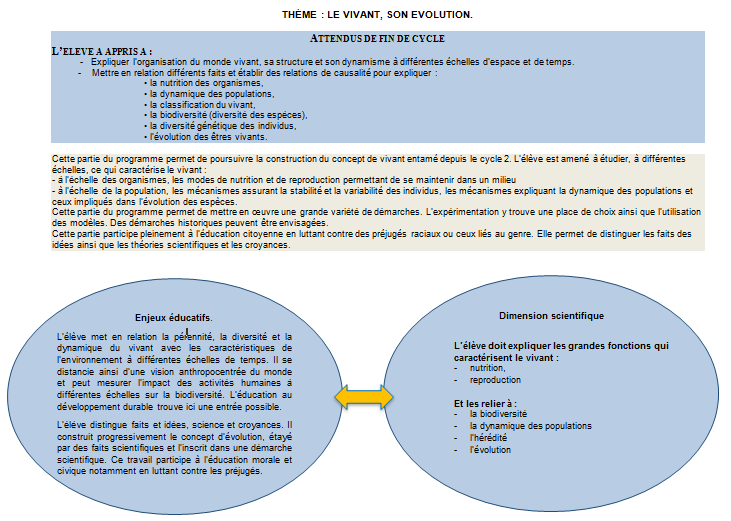 THÈME : LE VIVANT, SON EVOLUTION.
ATTENDUS DE FIN DE CYCLE
L'ELEVE A APPRIS A :
- Expliquer l'organisation du monde vivant, sa structure et son dynamisme à différentes échelles d'espace et de temps.
- Mettre en relation différents faits et établir des relations de causalité pour expliquer :
• la nutrition des organismes,
• la dynamique des populations,
• la classification du vivant,
• la biodiversité (diversité des espèces),
• la diversité génétique des individus,
• l'évolution des êtres vivants.
Cette partie du programme permet de poursuivre la construction du concept de vivant entamé depuis le cycle 2. L'élève est amené à étudier, à différentes
échelles, ce qui caractérise le vivant :
- á l'échelle des organismes, les modes de nutrition et de reproduction permettant de se maintenir dans un milieu
- à l'échelle de la population, les mécanismes assurant la stabilité et la variabilité des individus, les mécanismes expliquant la dynamique des populations et
ceux impliqués dans l'évolution des espèces.
Cette partie du programme permet de mettre en œuvre une grande variété de démarches. L'expérimentation y trouve une place de choix ainsi que l'utilisation
des modèles. Des démarches historiques peuvent être envisagées.
Cette partie participe pleinement à l'éducation citoyenne en luttant contre des préjugés raciaux ou ceux liés au genre. Elle permet de distinguer les faits des
idées ainsi que les théories scientifiques et les croyances.
Enjeux éducatifs.
L'élève met en relation la pérennité, la diversité et la
dynamique du vivant avec les caractéristiques de
l'environnement à différentes échelles de temps. Il se
distancie ainsi d'une vision anthropocentrée du monde
et peut mesurer l'impact des activités humaines á
différentes échelles sur la biodiversité. L'éducation au
développement durable trouve ici une entrée possible.
L'élève distingue faits et idées, science et croyances. Il
construit progressivement le concept d'évolution, étayé
par des faits scientifiques et l'inscrit dans une démarche
scientifique. Ce travail participe à l'éducation morale et
civique notamment en luttant contre les préjugés.
Dimension scientifique
L'élève doit expliquer les grandes fonctions qui
caractérisent le vivant :
- nutrition,
- reproduction
Et les relier à :
- la biodiversité
- la dynamique des populations
- l'hérédité
- l'évolution